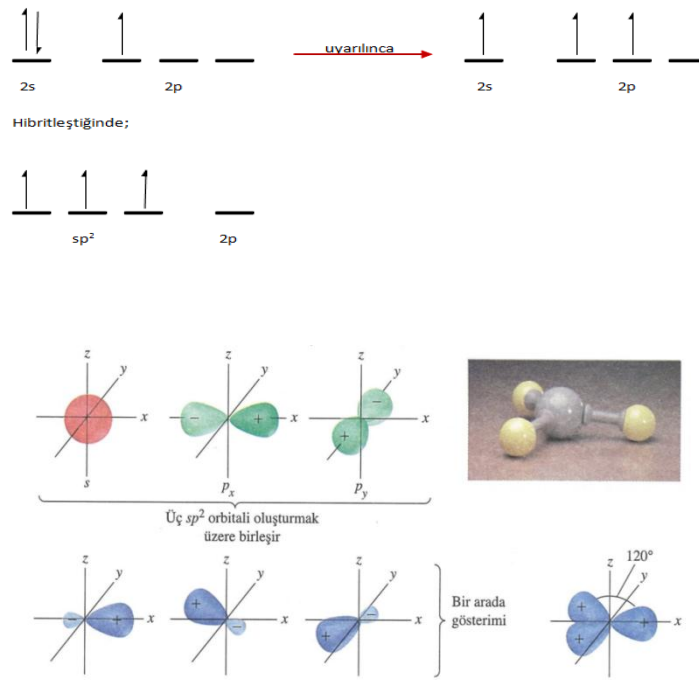 uyarılınca
2s 2p 2s 2p
Hibritleştiğinde;
sp² 2p
z y x s
z y - + x pₓ
z y x + pᵧ
Üç sp² orbitali oluşturmak
üzere birleşir
z y - + x
z y + - x
z y - + x
Bir arada
gösterimi
120°
z y + + + x